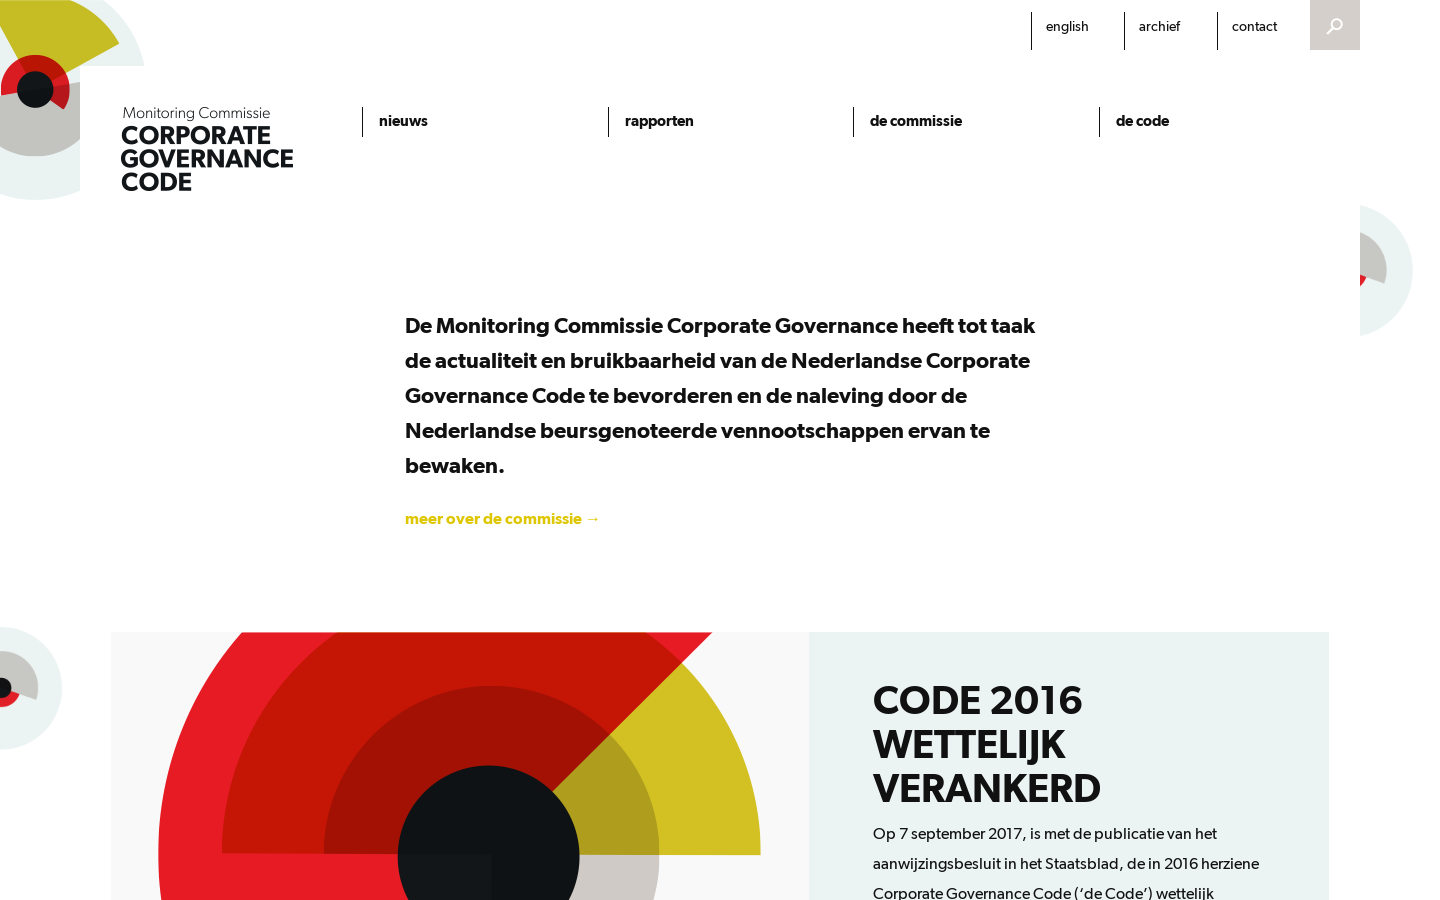 english
archief
contact
Monitoring Commissie
CORPORATE
GOVERNANCE
CODE
nieuws
rapporten
de commissie
de code
De Monitoring Commissie Corporate Governance heeft tot taak
de actualiteit en bruikbaarheid van de Nederlandse Corporate
Governance Code te bevorderen en de naleving door de
Nederlandse beursgenoteerde vennootschappen ervan te
bewaken.
meer over de commissie →
CODE 2016
WETTELIJK
VERANKERD
Op 7 september 2017, is met de publicatie van het
aanwijzingsbesluit in het Staatsblad, de in 2016 herziene
Corporate Governance Code (‘de Code’) wettelijk